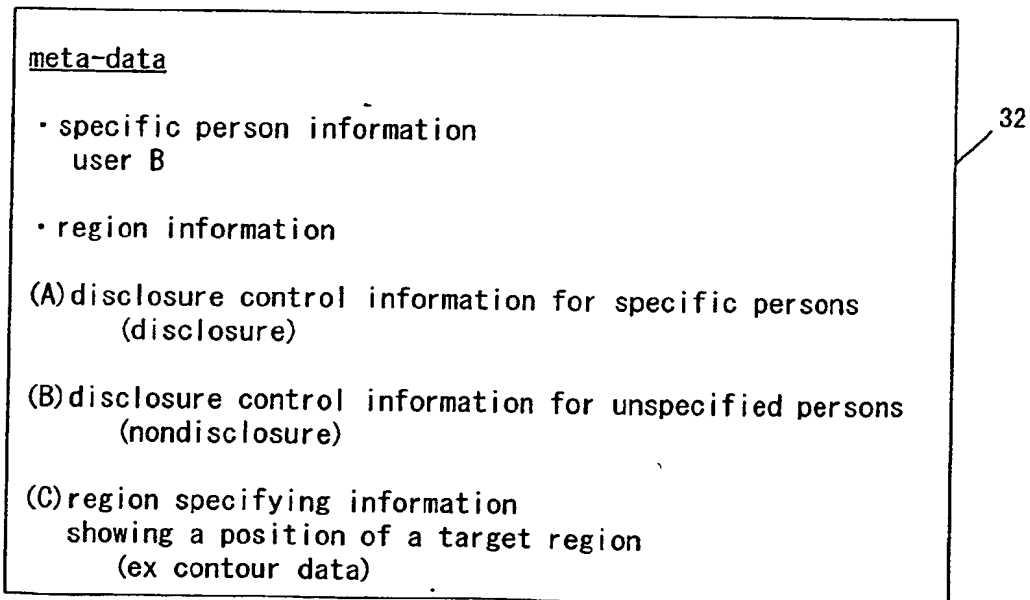 meta-data
・specific person information
user B
・region information
(A)disclosure control information for specific persons
(disclosure)
(B)disclosure control information for unspecified persons
(nondisclosure)
(C)region specifying information
showing a position of a target region
(ex contour data)
32